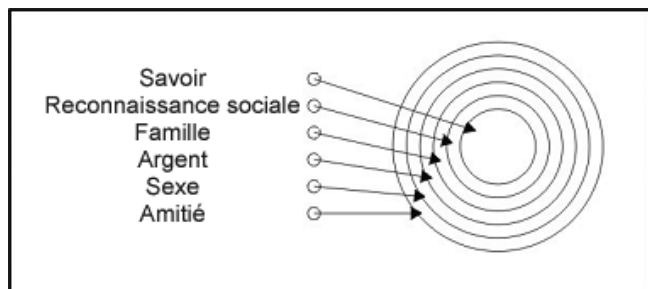 Savoir
Reconnaissance sociale
Famille
Argent
Sexe
Amitié